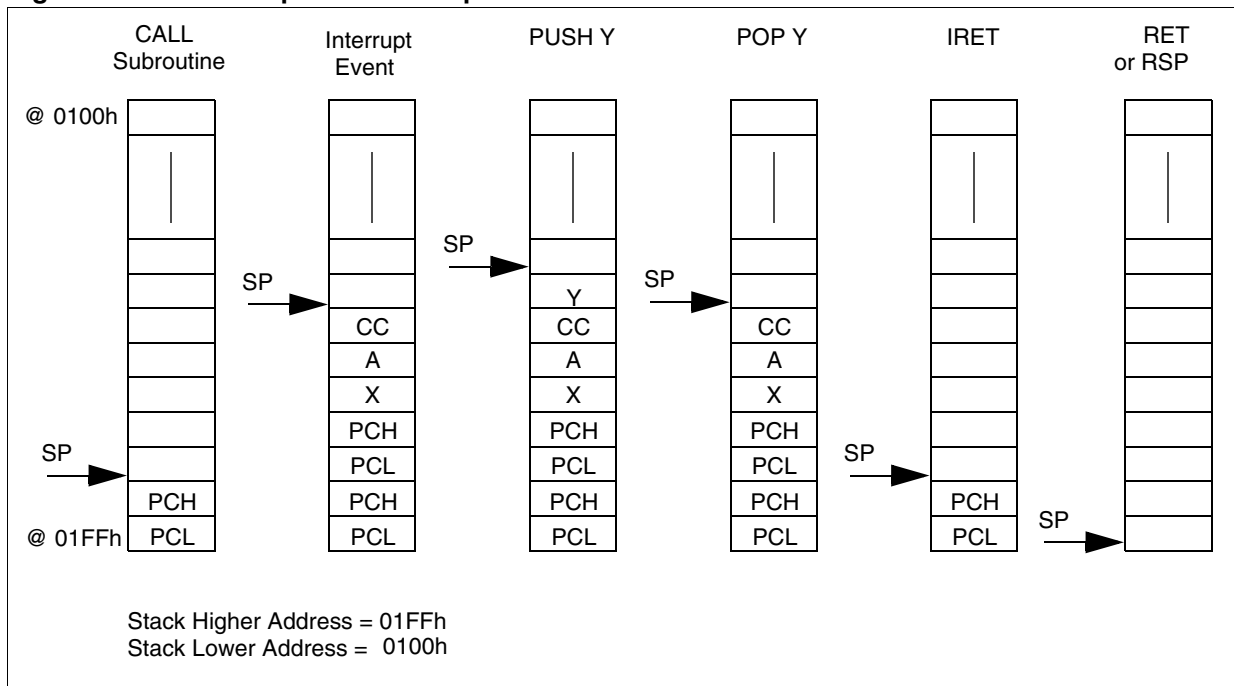 CALL
Subroutine
Interrupt
Event
PUSH Y
POP Y
IRET
RET
or RSP
@ 0100h
SP
SP
SP
Y
CC
CC
CC
A
A
A
X
X
X
PCH
PCH
PCH
SP
SP
PCL
PCL
PCL
PCH
PCH
PCH
PCH
PCH
SP
@ 01FFh
PCL
PCL
PCL
PCL
PCL
Stack Higher Address = 01FFh
Stack Lower Address = 0100h